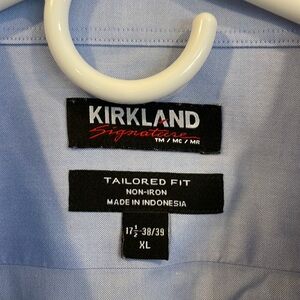 KIRKLAND
Signature
TM / MC / MR
TAILORED FIT
NON-IRON
MADE IN INDONESIA
17½-38/39
XL